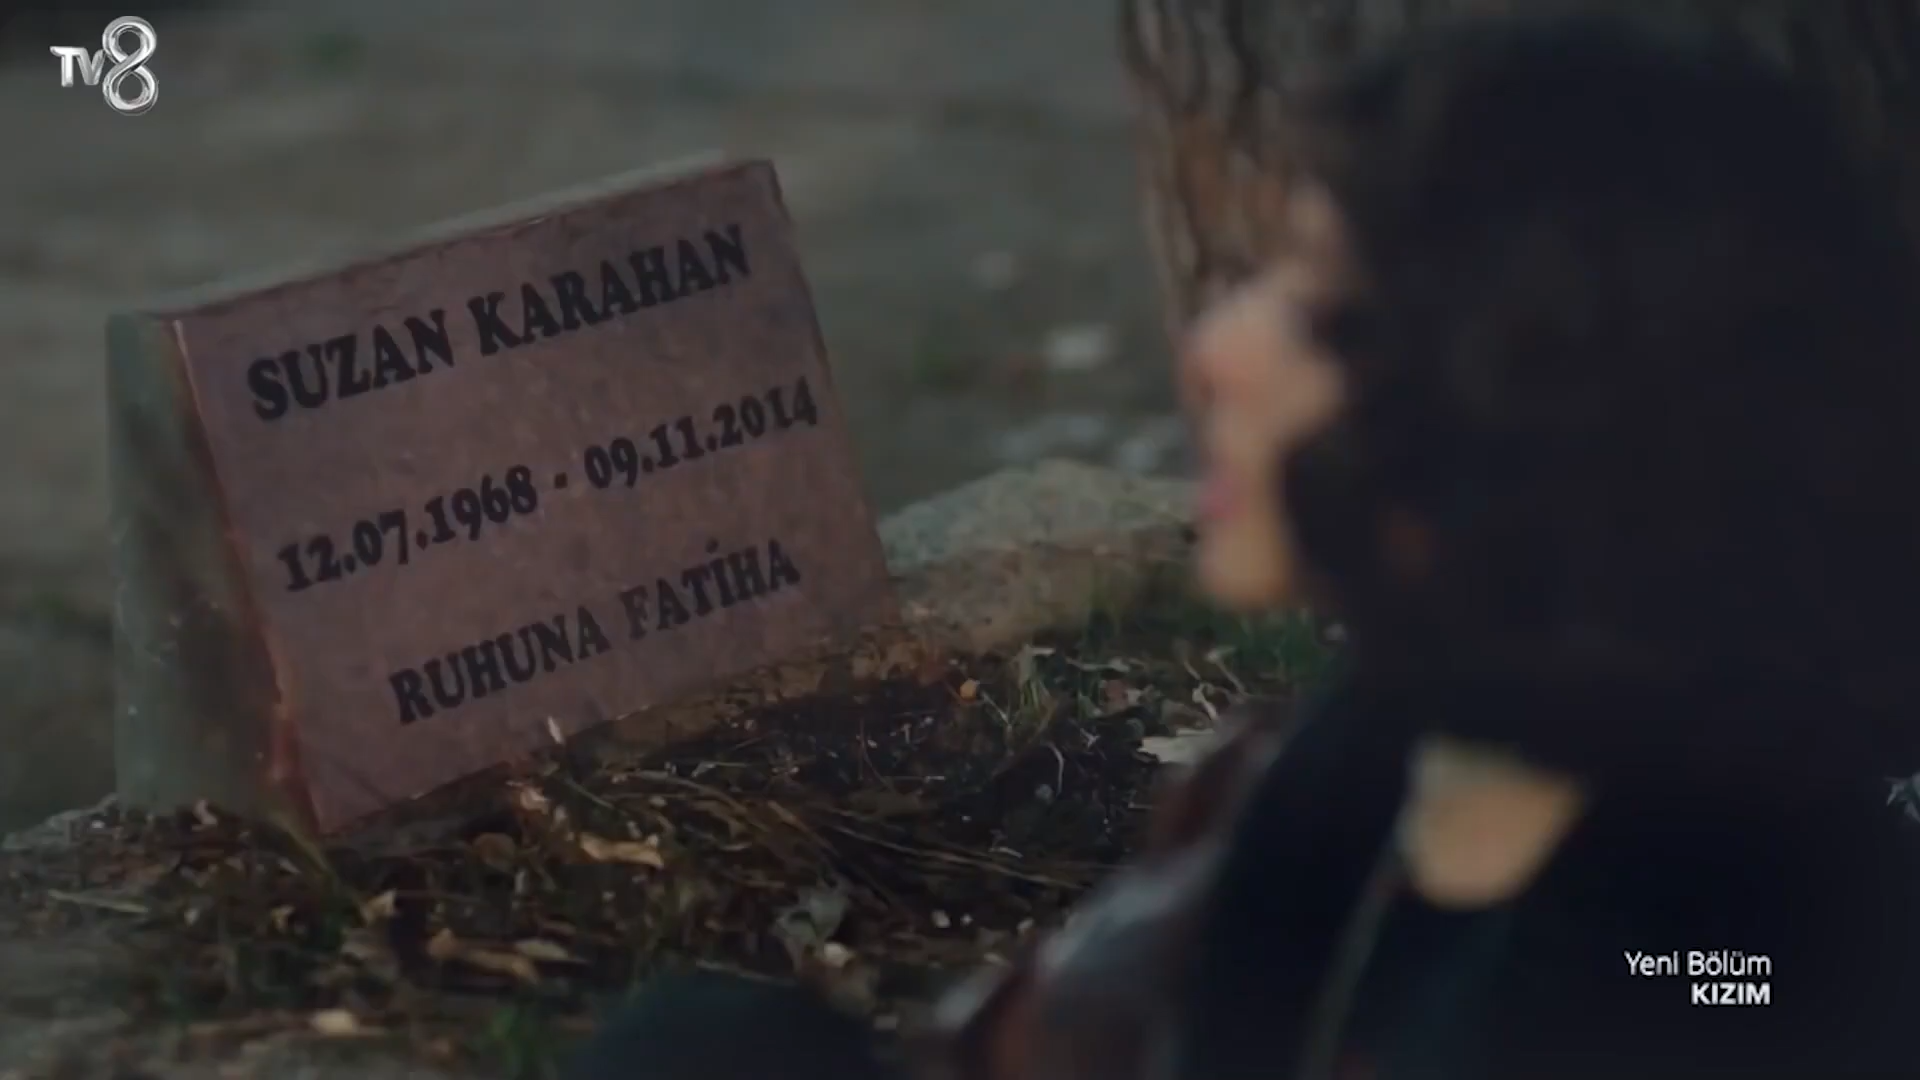 TV8
SUZAN KARAHAN
12.07.1968 - 09.11.2014
RUHUNA FATİHA
Yeni Bölüm
KIZIM